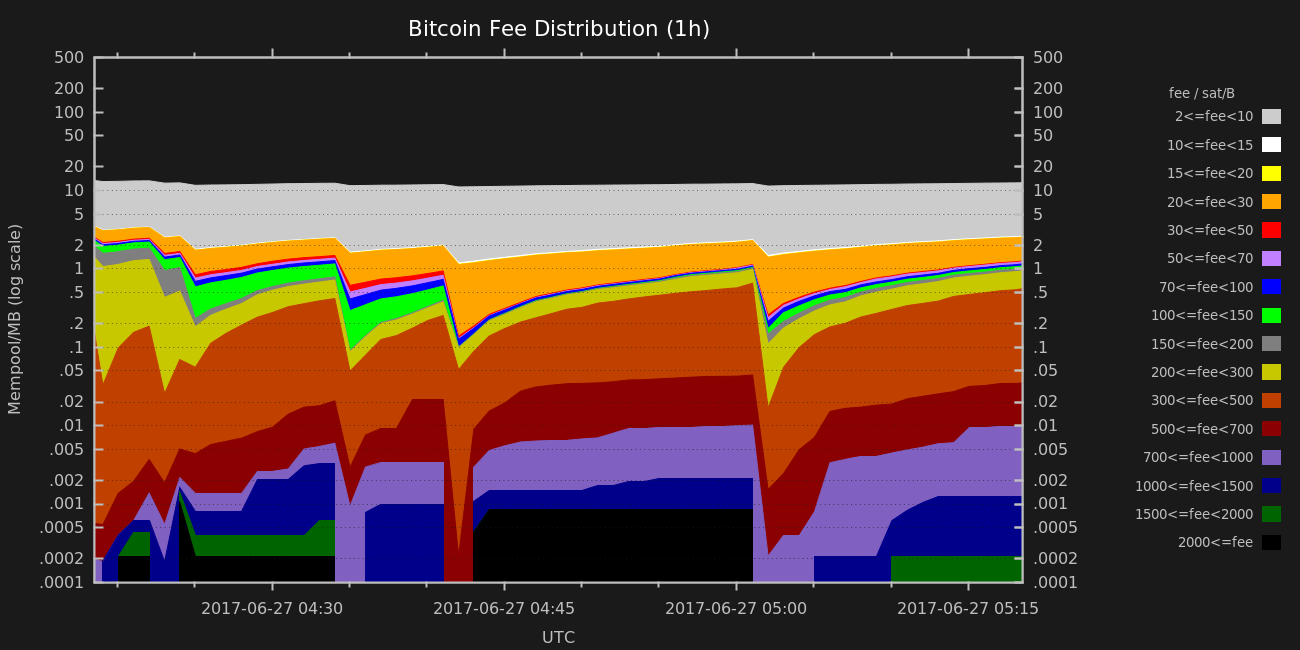 Bitcoin Fee Distribution (1h)
500 500
200 200
100 100
50 50
20 20
10 10
5 5
2 2
1 1
.5 .5
.2 .2
.1 .1
.05 .05
.02 .02
.01 .01
.005 .005
.002 .002
.001 .001
.0005 .0005
.0002 .0002
.0001 .0001
Mempool/MB (log scale)
2017-06-27 04:30 2017-06-27 04:45 2017-06-27 05:00 2017-06-27 05:15
UTC
fee / sat/B
2<=fee<10
10<=fee<15
15<=fee<20
20<=fee<30
30<=fee<50
50<=fee<70
70<=fee<100
100<=fee<150
150<=fee<200
200<=fee<300
300<=fee<500
500<=fee<700
700<=fee<1000
1000<=fee<1500
1500<=fee<2000
2000<=fee